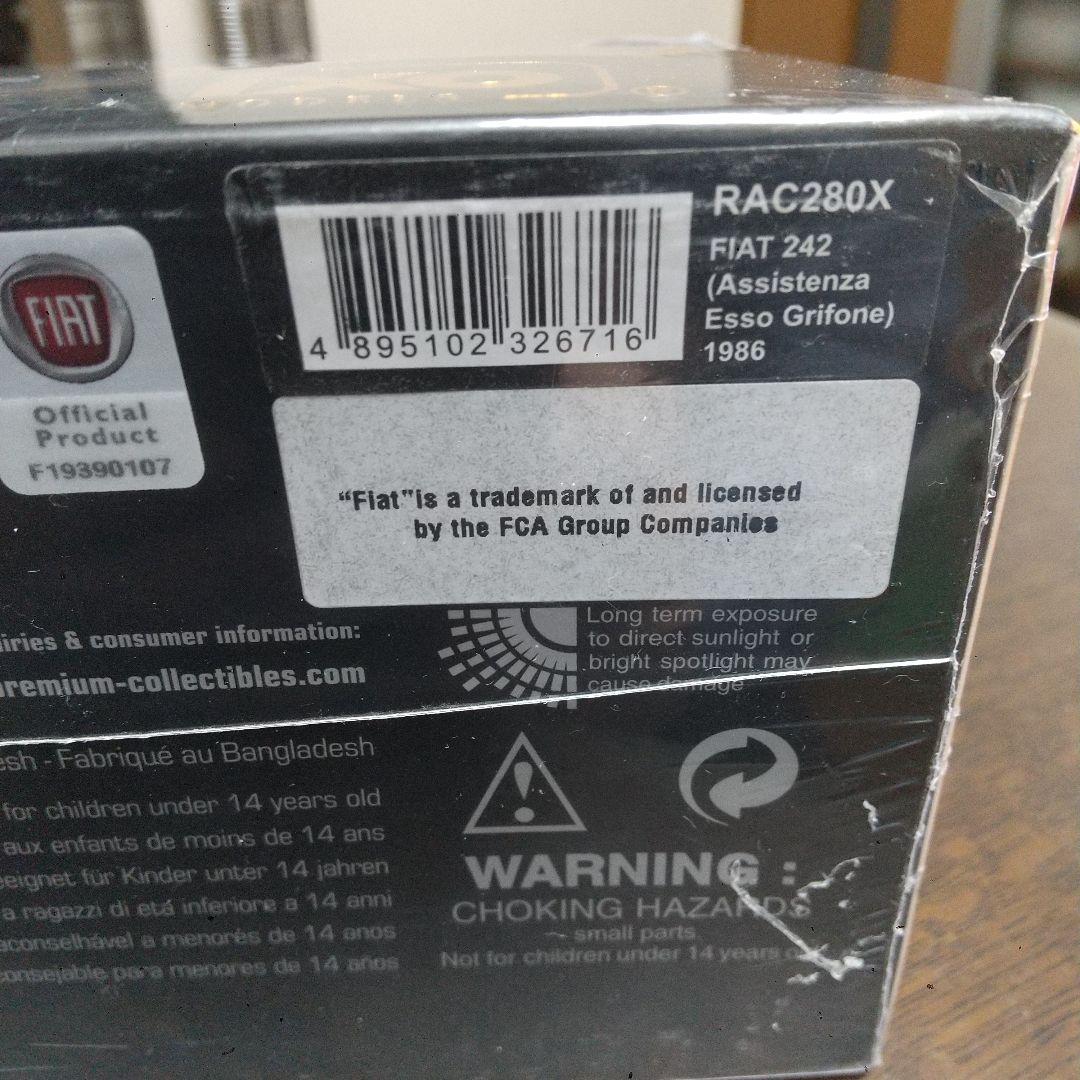 RAC280X
FIAT 242
(Assistenza
Esso Grifone)
1986
4 895102 326716
FIAT
Official
Product
F19390107
“Fiat”is a trademark of and licensed
by the FCA Group Companies
Long term exposure
to direct sunlight or
bright spotlight may
cause damage
iries & consumer information:
premium-collectibles.com
esh - Fabriqué au Bangladesh
for children under 14 years old
aux enfants de moins de 14 ans
eignet für Kinder unter 14 jahren
a ragazzi di etá inferiore a 14 anni
aconselhável a menores de 14 anos
onsejable para menores de 14 años
WARNING :
CHOKING HAZARDS
small parts
Not for children under 14 years